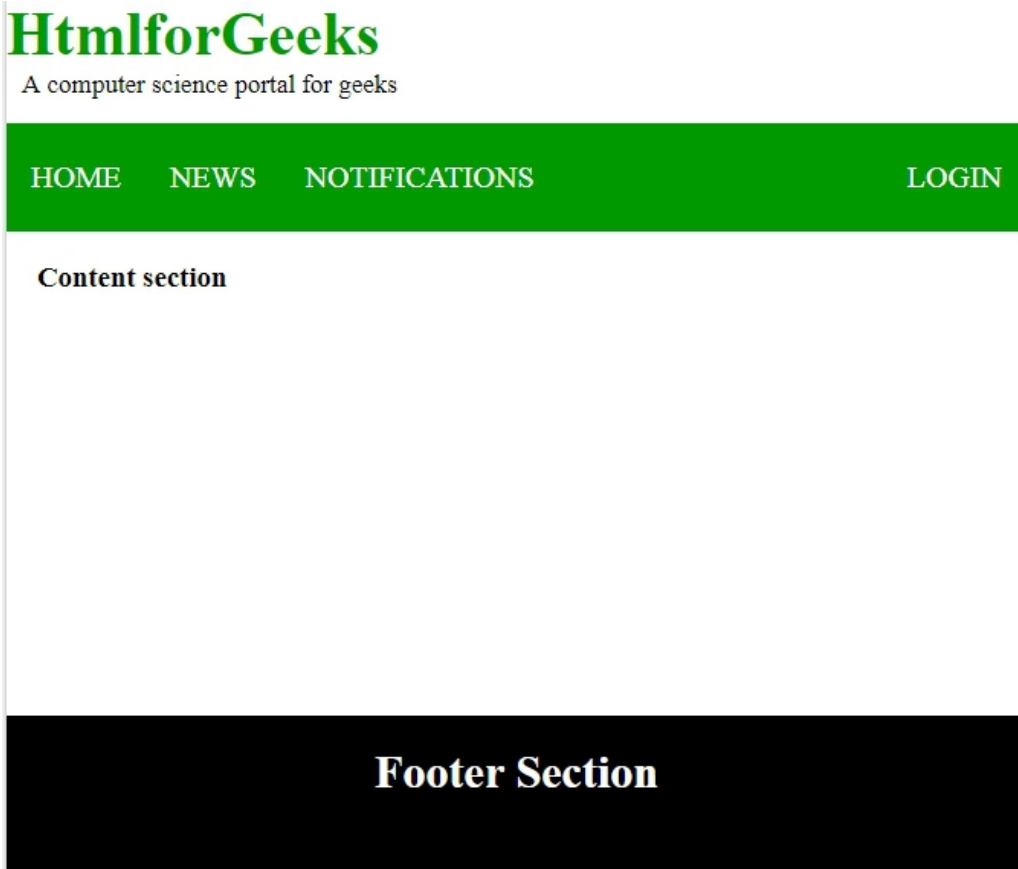 HtmlforGeeks
A computer science portal for geeks
HOME NEWS NOTIFICATIONS LOGIN
Content section
Footer Section